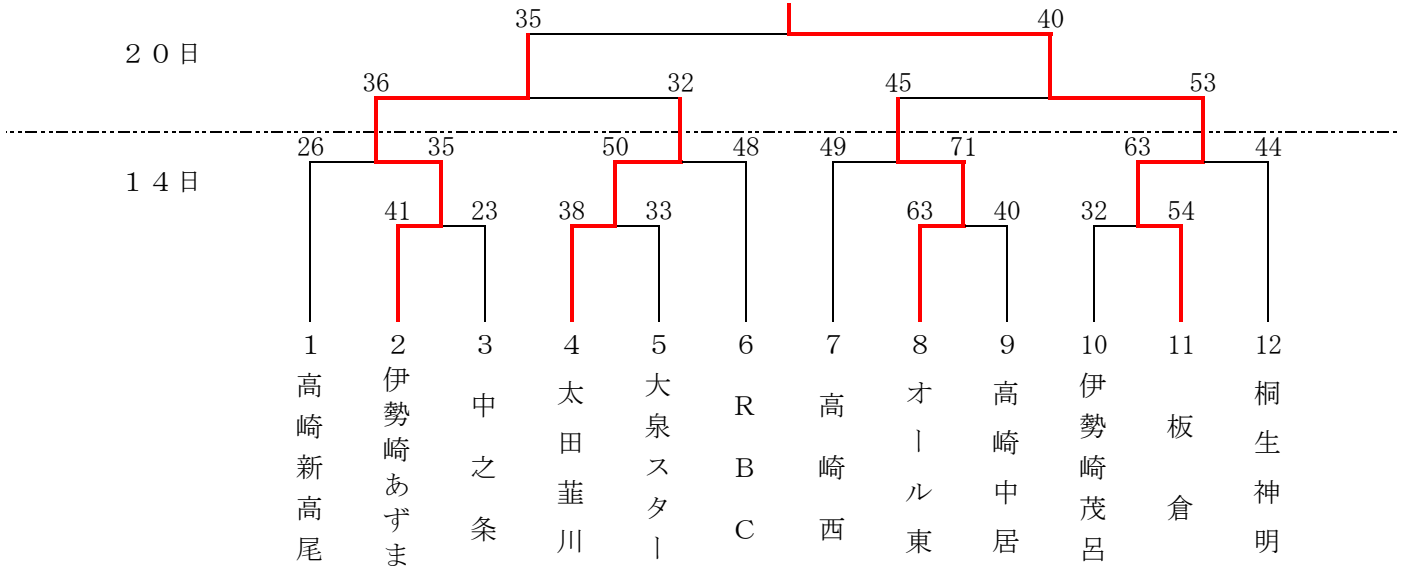 35 40
２０日
36 32 45 53
26 35 50 48 49 71 63 44
１４日
41 23 38 33 63 40 32 54
１ ２ ３ ４ ５ ６ ７ ８ ９ 10 11 12
高崎新高尾
伊勢崎あずま
中之条
太田韮川
大泉スター
ＲＢＣ
高崎西
オール東
高崎中居
伊勢崎茂呂
板倉
桐生神明